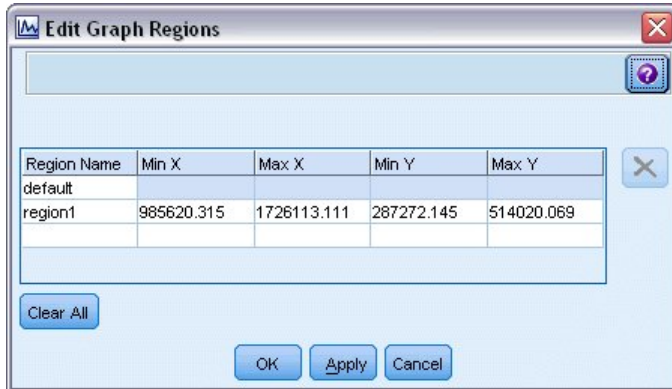 Edit Graph Regions
?
Region Name Min X Max X Min Y Max Y
default
region1 985620.315 1726113.111 287272.145 514020.069
Clear All
OK Apply Cancel